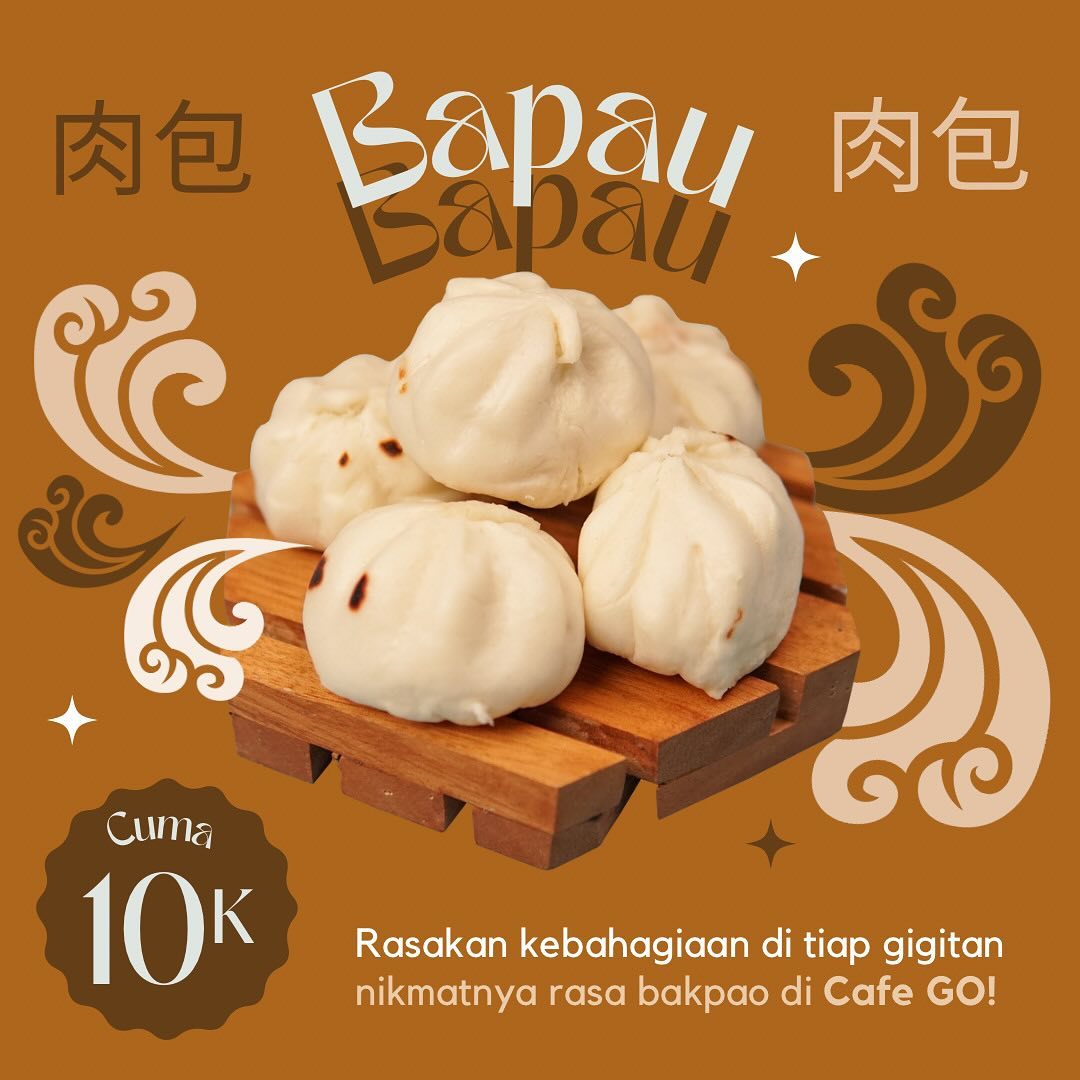 肉包
Bapau
Bapau
肉包
Cuma
10K
Rasakan kebahagiaan di tiap gigitan
nikmatnya rasa bakpao di Cafe GO!